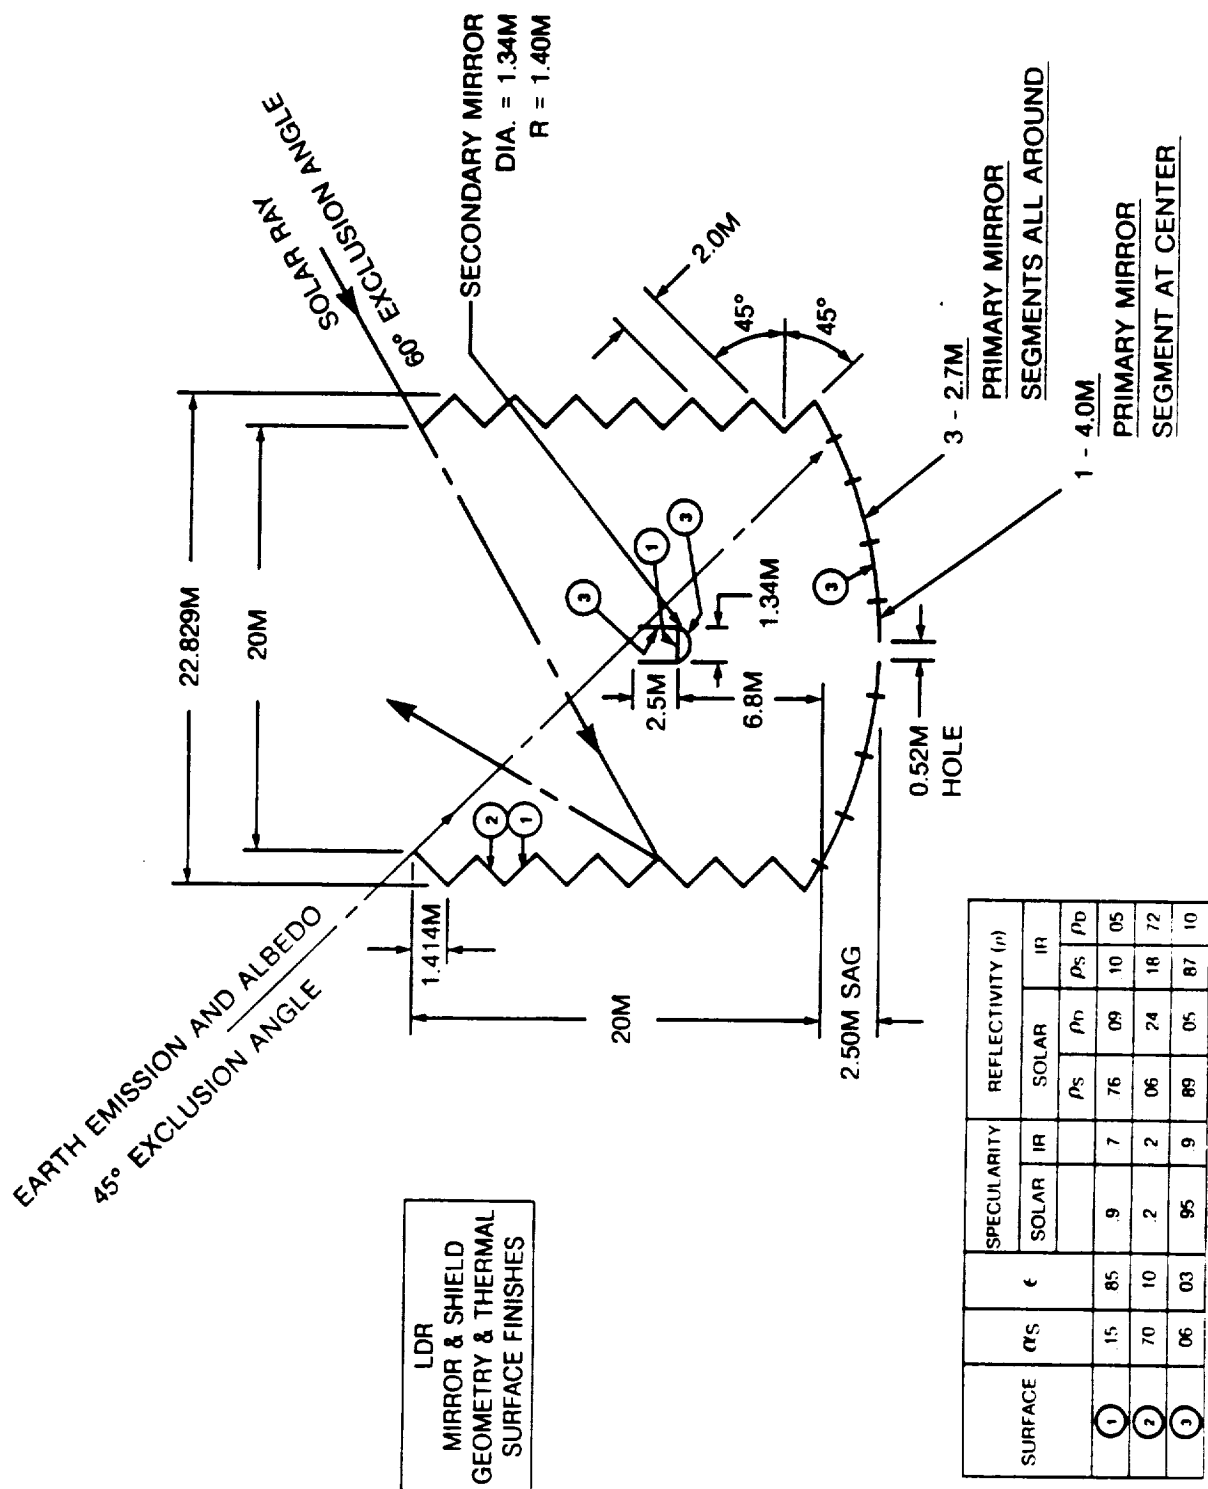 EARTH EMISSION AND ALBEDO
45° EXCLUSION ANGLE
SOLAR RAY
60° EXCLUSION ANGLE
SECONDARY MIRROR
DIA. = 1.34M
R = 1.40M
22.829M
20M
2.0M
45°
45°
1
2
3
1
3
3
1.414M
20M
2.5M
6.8M
1.34M
2.50M SAG
0.52M
HOLE
3 - 2.7M
PRIMARY MIRROR
SEGMENTS ALL AROUND
1 - 4.0M
PRIMARY MIRROR
SEGMENT AT CENTER
LDR
MIRROR & SHIELD
GEOMETRY & THERMAL
SURFACE FINISHES
SURFACE αS ϵ SPECULARITY REFLECTIVITY (ρ)
SOLAR IR SOLAR IR
ρS ρD ρS ρD
1 .15 85 .9 .7 76 09 10 05
2 70 10 .2 .2 06 24 18 72
3 06 03 95 .9 89 05 87 10